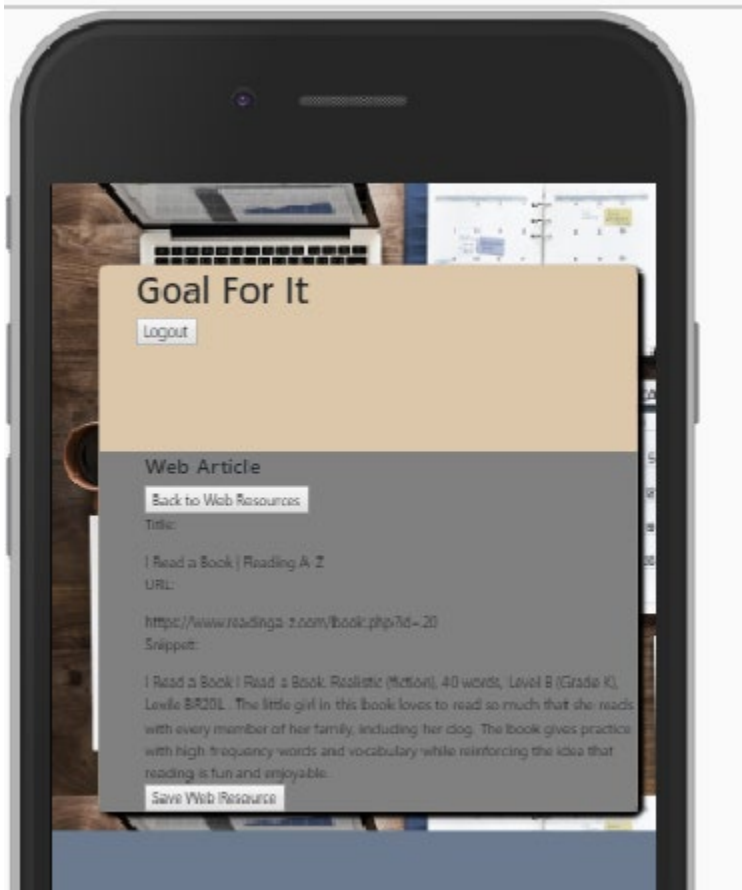 Goal For It
Logout
Web Article
Back to Web Resources
Title:
I Read a Book | Reading A-Z
URL:
https://www.readinga-z.com/book.php?id=20
Snippet:
I Read a Book I Read a Book. Realistic (fiction), 40 words, Level B (Grade K),
Lexile BR20L . The little girl in this book loves to read so much that she reads
with every member of her family, including her dog. The book gives practice
with high frequency words and vocabulary while reinforcing the idea that
reading is fun and enjoyable.
Save Web Resource